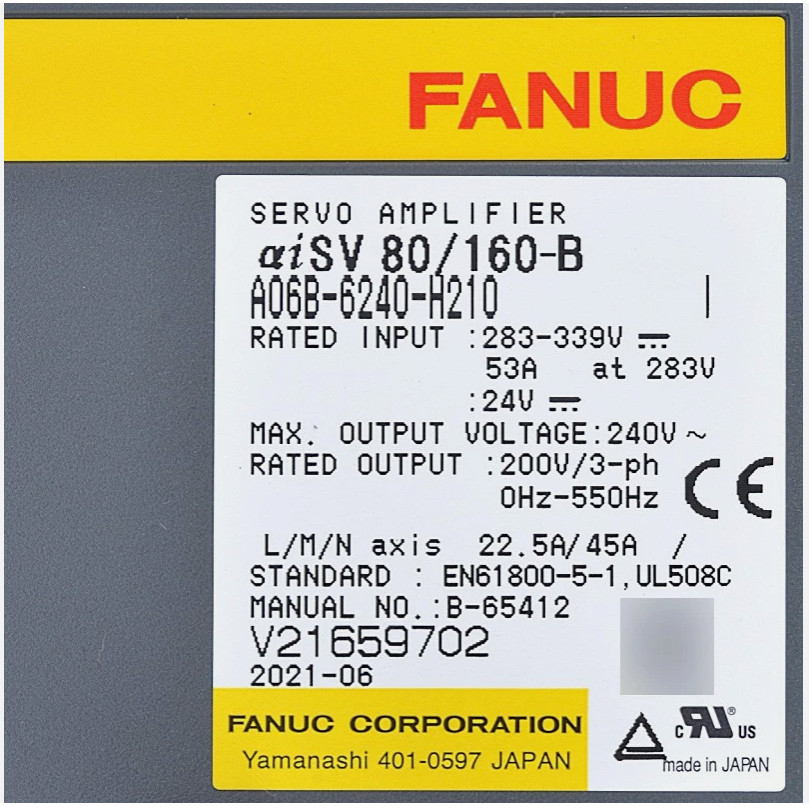 FANUC
SERVO AMPLIFIER
αiSV 80/160-B
A06B-6240-H210 |
RATED INPUT :283-339V ⎓
53A at 283V
:24V ⎓
MAX. OUTPUT VOLTAGE:240V ~
RATED OUTPUT :200V/3-ph
0Hz-550Hz
CE
L/M/N axis 22.5A/45A /
STANDARD : EN61800-5-1,UL508C
MANUAL NO.:B-65412
V21659702
2021-06
FANUC CORPORATION
Yamanashi 401-0597 JAPAN
c RU ® US
made in JAPAN